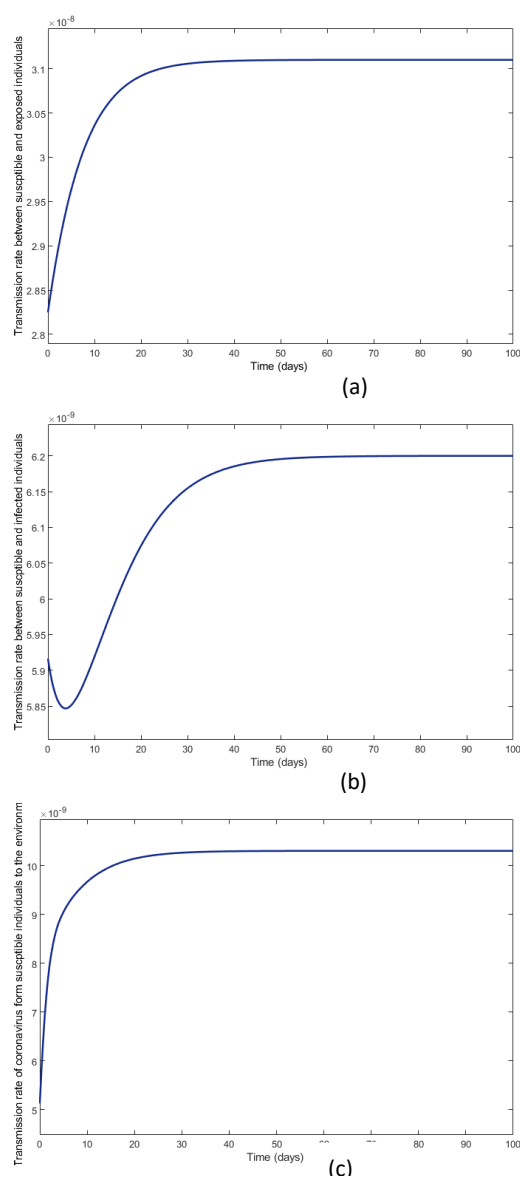 ×10⁻⁸
Transmission rate between suscptible and exposed individuals
3.1
3.05
3
2.95
2.9
2.85
2.8
0 10 20 30 40 50 60 70 80 90 100
Time (days)
(a)
×10⁻⁹
Transmission rate between suscptible and infected individuals
6.2
6.15
6.1
6.05
6
5.95
5.9
5.85
0 10 20 30 40 50 60 70 80 90 100
Time (days)
(b)
×10⁻⁹
Transmission rate of coronavirus form suscptible individuals to the environm
10
9
8
7
6
5
0 10 20 30 40 50 80 90 100
Time (days)
(c)